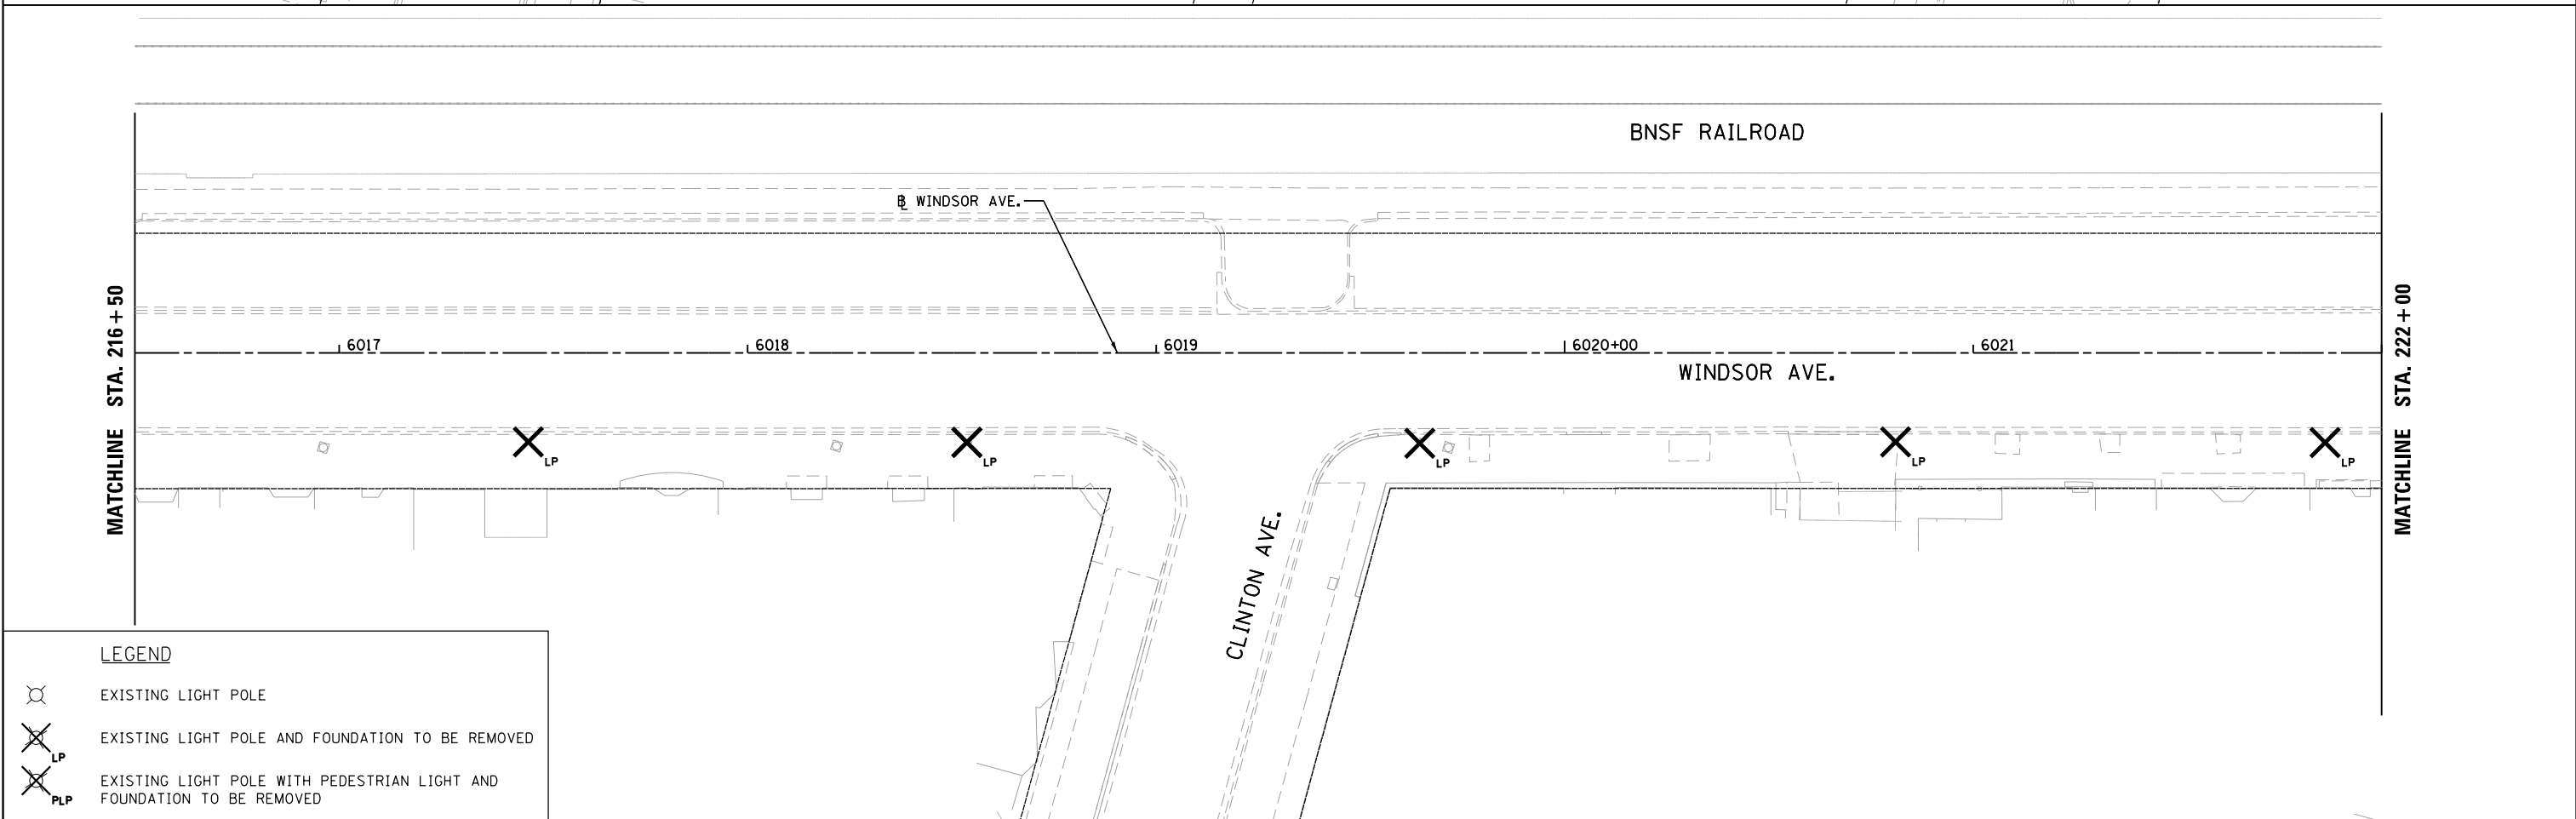 BNSF RAILROAD
℄ WINDSOR AVE.
MATCHLINE STA. 216+50
6017
6018
6019
6020+00
6021
MATCHLINE STA. 222+00
WINDSOR AVE.
LP
LP
LP
LP
LP
CLINTON AVE.
LEGEND
EXISTING LIGHT POLE
EXISTING LIGHT POLE AND FOUNDATION TO BE REMOVED
LP
EXISTING LIGHT POLE WITH PEDESTRIAN LIGHT AND
FOUNDATION TO BE REMOVED
PLP